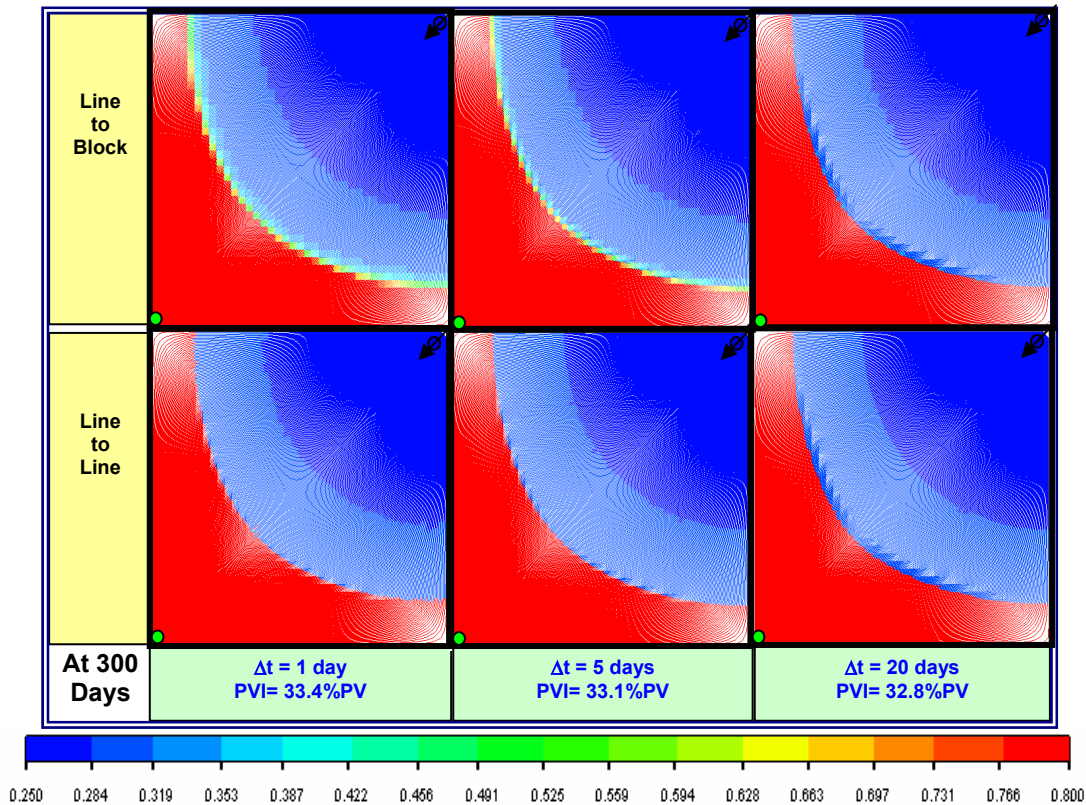 Line
to
Block
Line
to
Line
At 300
Days
Δt = 1 day
PVI= 33.4%PV
Δt = 5 days
PVI= 33.1%PV
Δt = 20 days
PVI= 32.8%PV
0.250 0.284 0.319 0.353 0.387 0.422 0.456 0.491 0.525 0.559 0.594 0.628 0.663 0.697 0.731 0.766 0.800